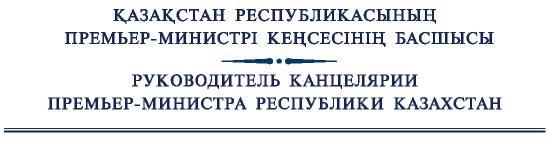 ҚАЗАҚСТАН РЕСПУБЛИКАСЫНЫҢ
ПРЕМЬЕР-МИНИСТРІ КЕҢСЕСІНІҢ БАСШЫСЫ
РУКОВОДИТЕЛЬ КАНЦЕЛЯРИИ
ПРЕМЬЕР-МИНИСТРА РЕСПУБЛИКИ КАЗАХСТАН